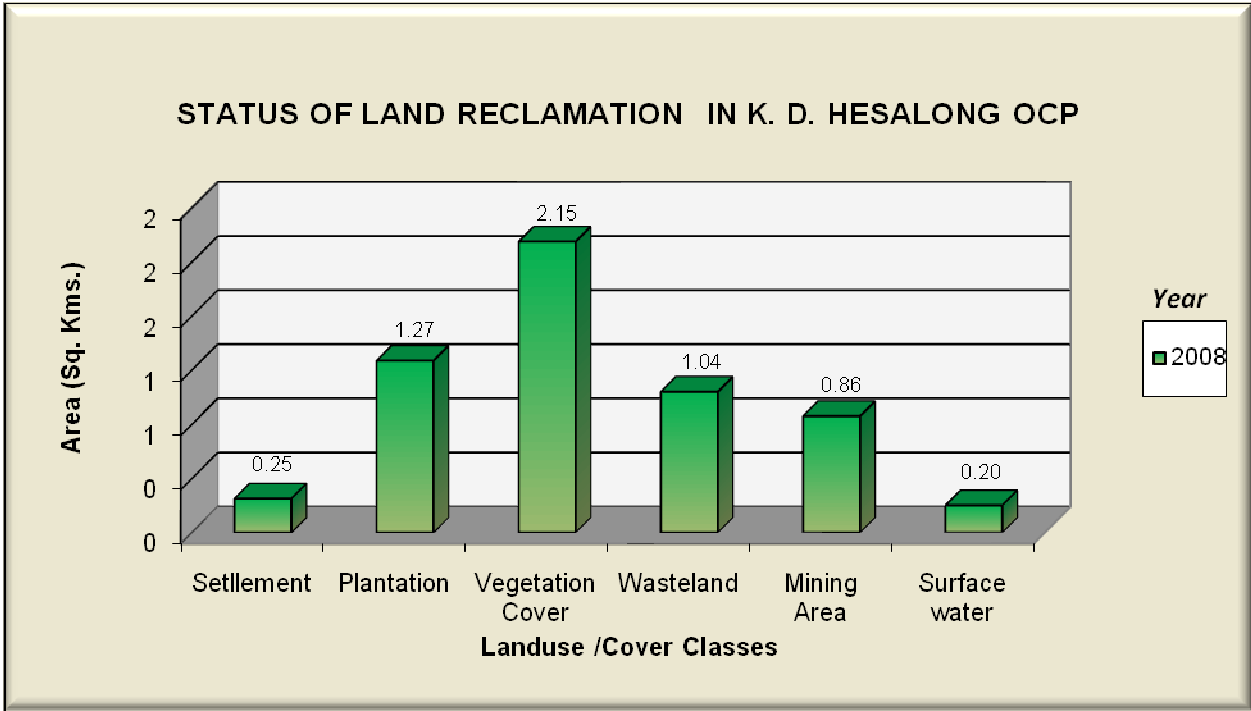 STATUS OF LAND RECLAMATION IN K. D. HESALONG OCP
Area (Sq. Kms.)
2
2
2
1
1
0
0
0.25
1.27
2.15
1.04
0.86
0.20
Setllement
Plantation
Vegetation
Cover
Wasteland
Mining
Area
Surface
water
Landuse /Cover Classes
Year
2008